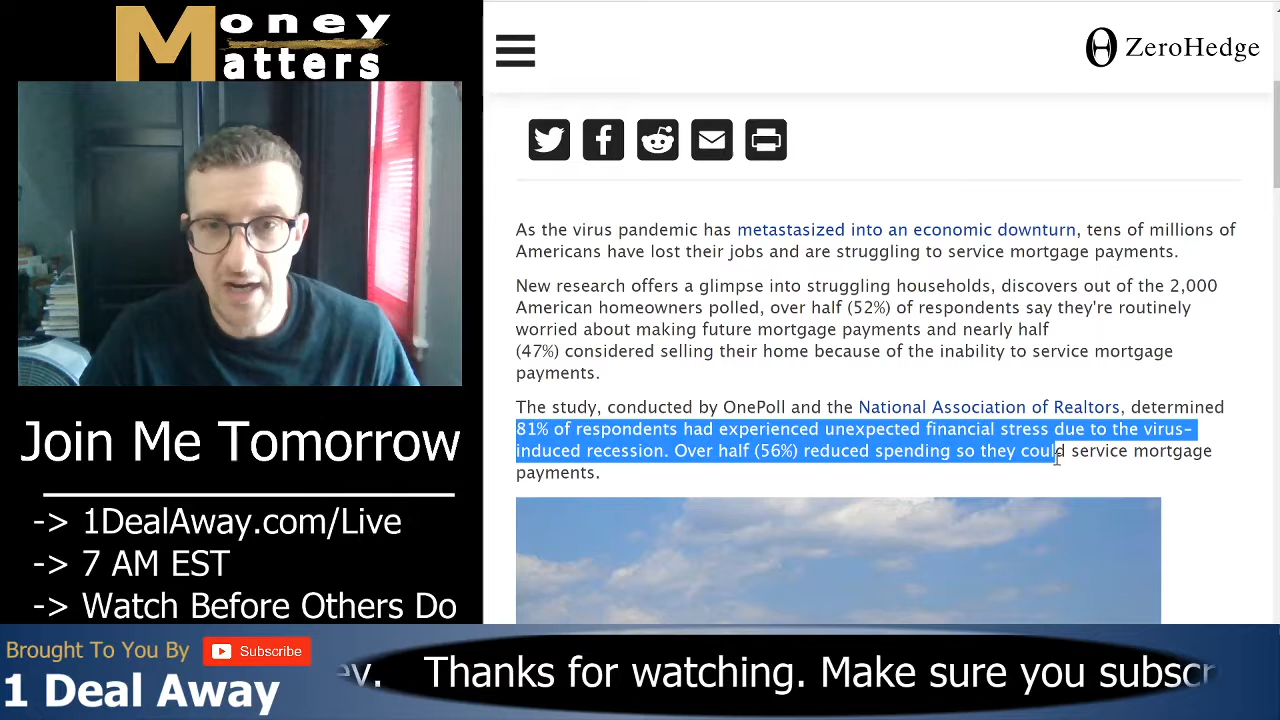 Money
Matters
ZeroHedge
As the virus pandemic has metastasized into an economic downturn, tens of millions of
Americans have lost their jobs and are struggling to service mortgage payments.
New research offers a glimpse into struggling households, discovers out of the 2,000
American homeowners polled, over half (52%) of respondents say they're routinely
worried about making future mortgage payments and nearly half
(47%) considered selling their home because of the inability to service mortgage
payments.
The study, conducted by OnePoll and the National Association of Realtors, determined
81% of respondents had experienced unexpected financial stress due to the virus-
induced recession. Over half (56%) reduced spending so they could service mortgage
payments.
Join Me Tomorrow
-> 1DealAway.com/Live
-> 7 AM EST
-> Watch Before Others Do
Brought To You By
Subscribe
1 Deal Away
Thanks for watching. Make sure you subscr